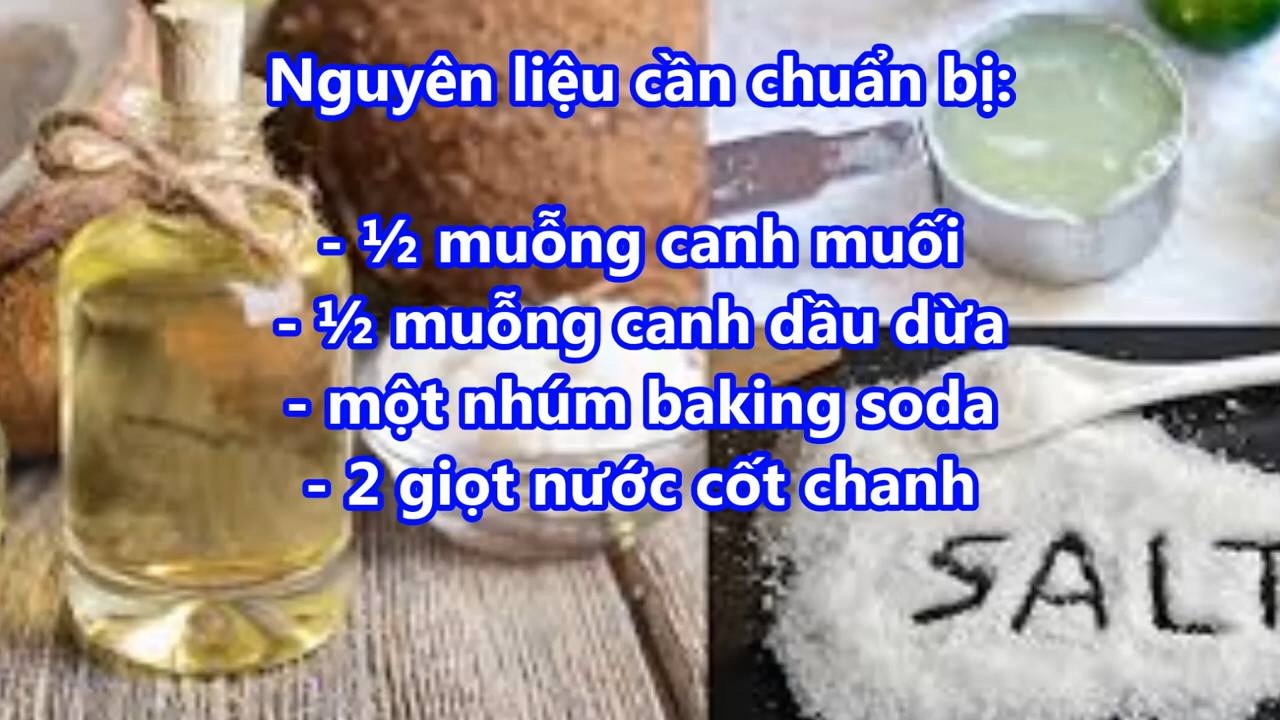 Nguyên liệu cần chuẩn bị:
- ½ muỗng canh muối
- ½ muỗng canh dầu dừa
- một nhúm baking soda
- 2 giọt nước cốt chanh
SALT